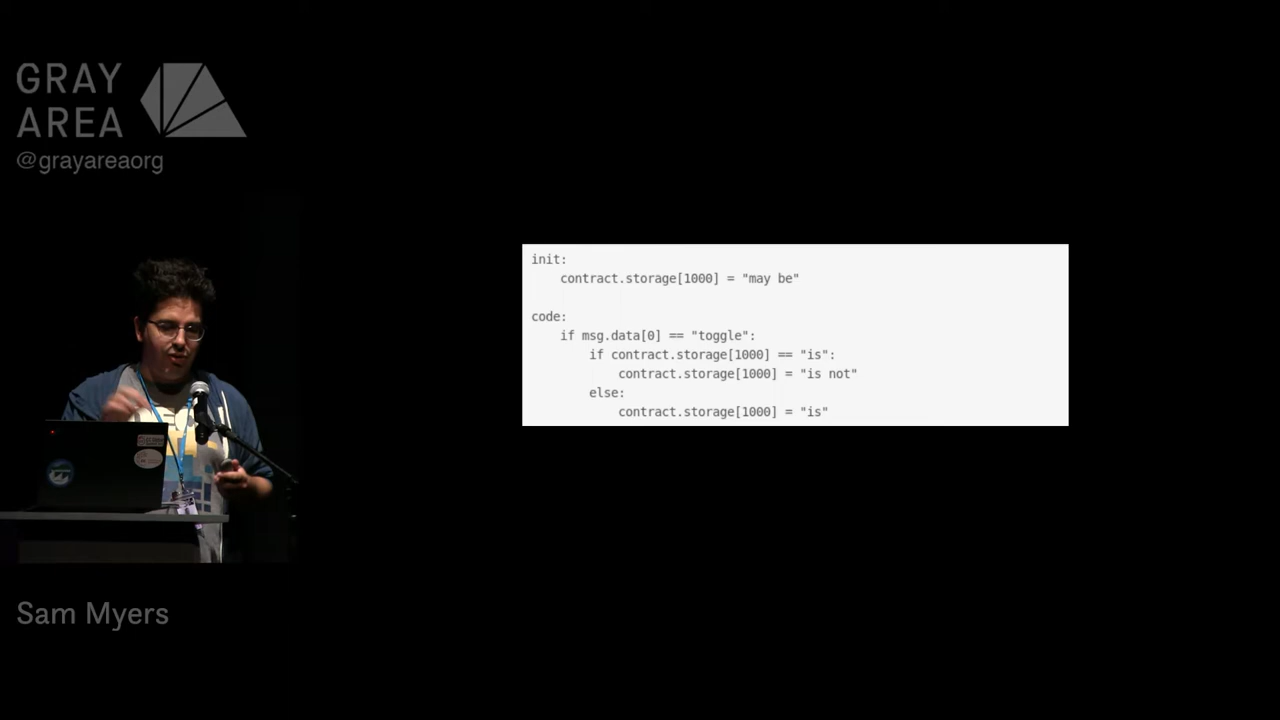 GRAY
AREA
@grayareaorg
init:
    contract.storage[1000] = "may be"

code:
    if msg.data[0] == "toggle":
        if contract.storage[1000] == "is":
            contract.storage[1000] = "is not"
        else:
            contract.storage[1000] = "is"
Sam Myers